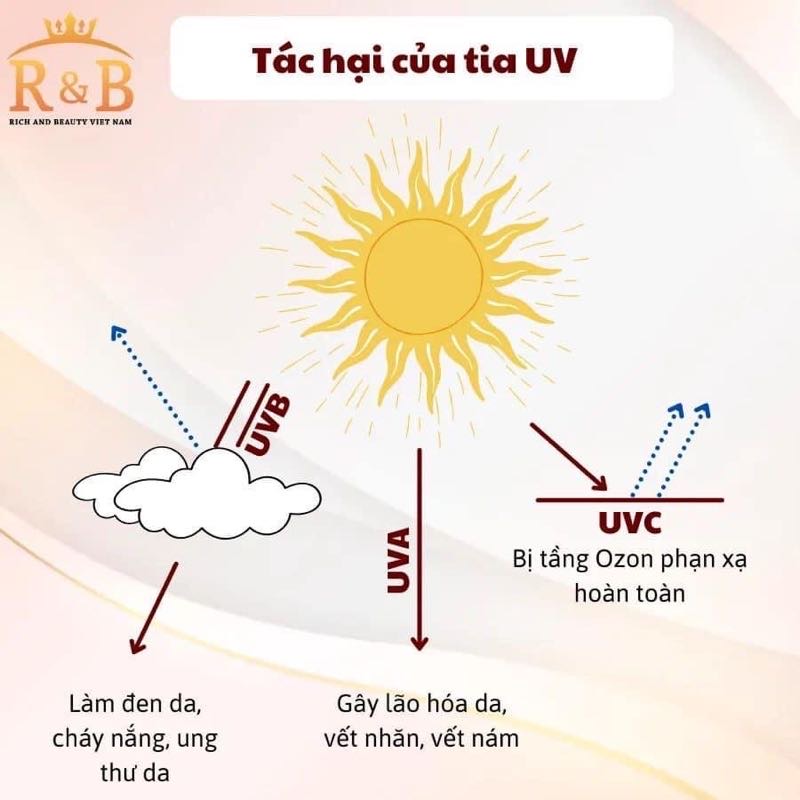 R&B
RICH AND BEAUTY VIET NAM
Tác hại của tia UV
UVB
UVA
UVC
Bị tầng Ozon phạn xạ
hoàn toàn
Làm đen da,
cháy nắng, ung
thư da
Gây lão hóa da,
vết nhăn, vết nám